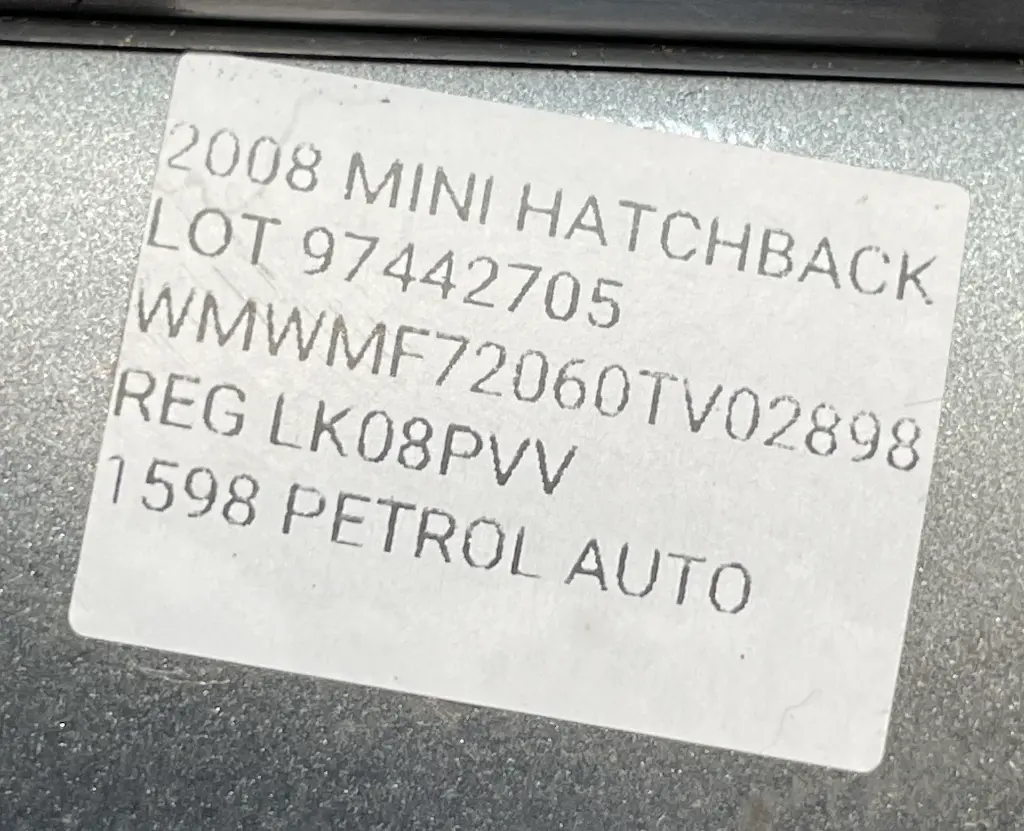 2008 MINI HATCHBACK
LOT 97442705
WMWMF72060TV02898
REG LK08PVV
1598 PETROL AUTO